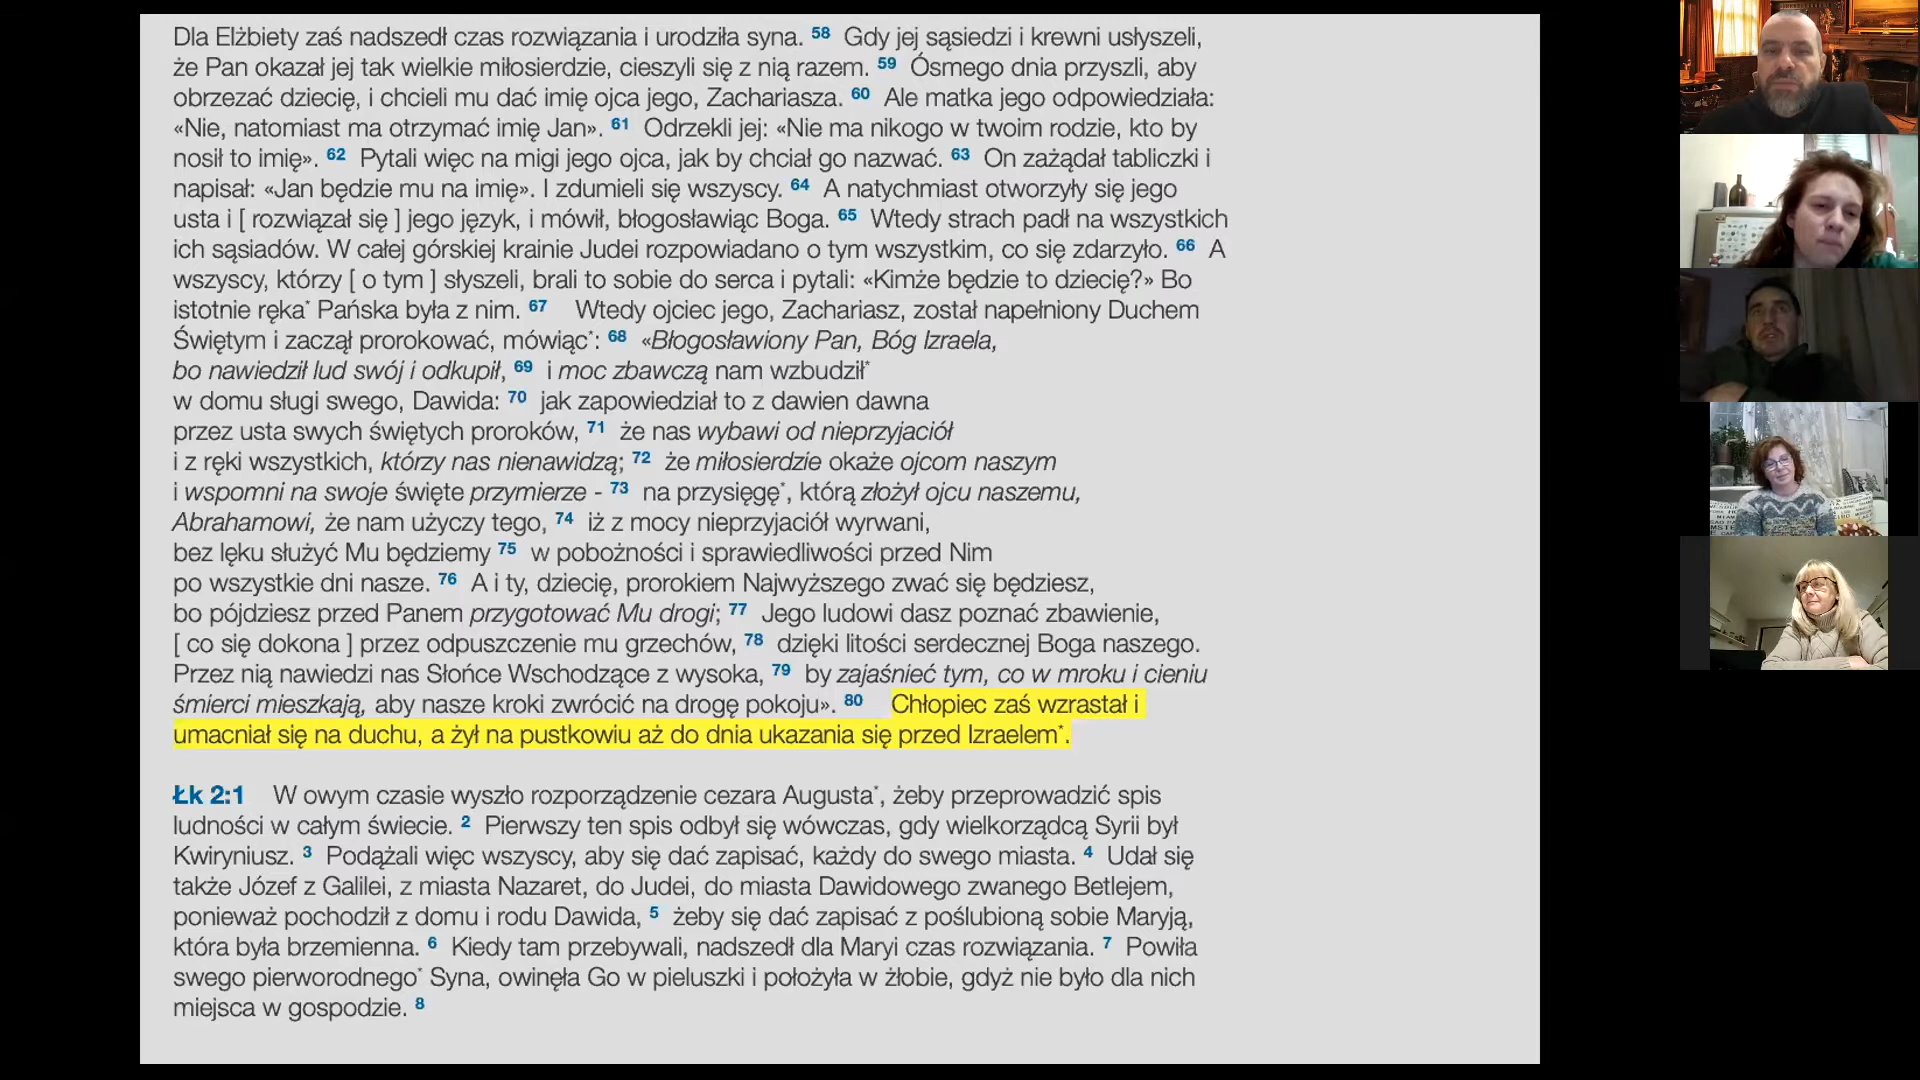 Dla Elżbiety zaś nadszedł czas rozwiązania i urodziła syna. 58 Gdy jej sąsiedzi i krewni usłyszeli,
że Pan okazał jej tak wielkie miłosierdzie, cieszyli się z nią razem. 59 Ósmego dnia przyszli, aby
obrzezać dziecię, i chcieli mu dać imię ojca jego, Zachariasza. 60 Ale matka jego odpowiedziała:
«Nie, natomiast ma otrzymać imię Jan». 61 Odrzekli jej: «Nie ma nikogo w twoim rodzie, kto by
nosił to imię». 62 Pytali więc na migi jego ojca, jak by chciał go nazwać. 63 On zażądał tabliczki i
napisał: «Jan będzie mu na imię». I zdumieli się wszyscy. 64 A natychmiast otworzyły się jego
usta i [ rozwiązał się ] jego język, i mówił, błogosławiąc Boga. 65 Wtedy strach padł na wszystkich
ich sąsiadów. W całej górskiej krainie Judei rozpowiadano o tym wszystkim, co się zdarzyło. 66 A
wszyscy, którzy [ o tym ] słyszeli, brali to sobie do serca i pytali: «Kimże będzie to dziecię?» Bo
istotnie ręka* Pańska była z nim. 67 Wtedy ojciec jego, Zachariasz, został napełniony Duchem
Świętym i zaczął prorokować, mówiąc*: 68 «Błogosławiony Pan, Bóg Izraela,
bo nawiedził lud swój i odkupił, 69 i moc zbawczą nam wzbudził*
w domu sługi swego, Dawida: 70 jak zapowiedział to z dawien dawna
przez usta swych świętych proroków, 71 że nas wybawi od nieprzyjaciół
i z ręki wszystkich, którzy nas nienawidzą; 72 że miłosierdzie okaże ojcom naszym
i wspomni na swoje święte przymierze - 73 na przysięgę*, którą złożył ojcu naszemu,
Abrahamowi, że nam użyczy tego, 74 iż z mocy nieprzyjaciół wyrwani,
bez lęku służyć Mu będziemy 75 w pobożności i sprawiedliwości przed Nim
po wszystkie dni nasze. 76 A i ty, dziecię, prorokiem Najwyższego zwać się będziesz,
bo pójdziesz przed Panem przygotować Mu drogi; 77 Jego ludowi dasz poznać zbawienie,
[ co się dokona ] przez odpuszczenie mu grzechów, 78 dzięki litości serdecznej Boga naszego.
Przez nią nawiedzi nas Słońce Wschodzące z wysoka, 79 by zajaśnieć tym, co w mroku i cieniu
śmierci mieszkają, aby nasze kroki zwrócić na drogę pokoju». 80 Chłopiec zaś wzrastał i
umacniał się na duchu, a żył na pustkowiu aż do dnia ukazania się przed Izraelem*.
Łk 2:1 W owym czasie wyszło rozporządzenie cezara Augusta*, żeby przeprowadzić spis
ludności w całym świecie. 2 Pierwszy ten spis odbył się wówczas, gdy wielkorządcą Syrii był
Kwiryniusz. 3 Podążali więc wszyscy, aby się dać zapisać, każdy do swego miasta. 4 Udał się
także Józef z Galilei, z miasta Nazaret, do Judei, do miasta Dawidowego zwanego Betlejem,
ponieważ pochodził z domu i rodu Dawida, 5 żeby się dać zapisać z poślubioną sobie Maryją,
która była brzemienna. 6 Kiedy tam przebywali, nadszedł dla Maryi czas rozwiązania. 7 Powiła
swego pierworodnego* Syna, owinęła Go w pieluszki i położyła w żłobie, gdyż nie było dla nich
miejsca w gospodzie. 8